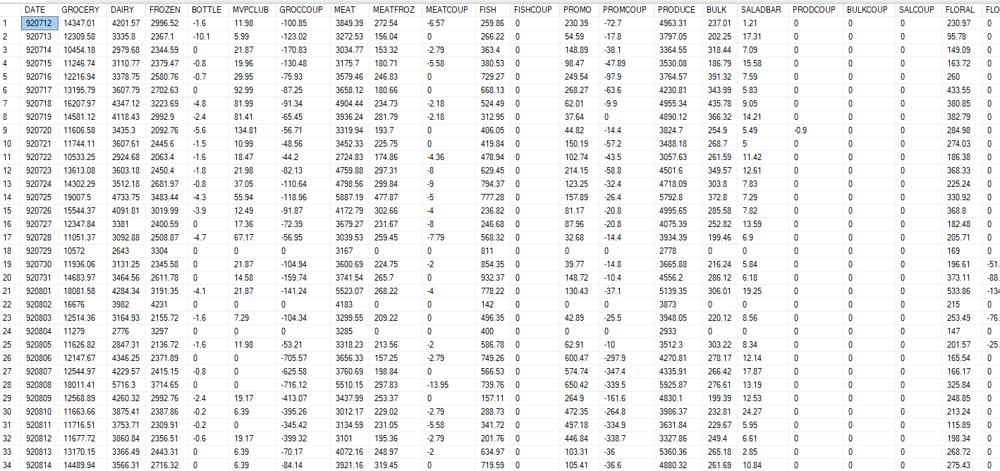 DATE GROCERY DAIRY FROZEN BOTTLE MVPCLUB GROCCOUP MEAT MEATFROZ MEATCOUP FISH FISHCOUP PROMO PROMCOUP PRODUCE BULK SALADBAR PRODCOUP BULKCOUP SALCOUP FLORAL FLO
1 920712 14347.01 4201.57 2996.52 -1.6 11.98 -100.85 3849.39 272.54 -6.57 259.86 0 230.39 -72.7 4963.31 237.01 1.21 0 0 0 230.97 0
2 920713 12309.58 3335.8 2367.1 -10.1 5.99 -123.02 3272.53 156.04 0 266.22 0 54.59 -17.8 3797.05 202.25 17.31 0 0 0 95.78 0
3 920714 10454.18 2979.68 2344.59 0 21.87 -170.83 3034.77 153.32 -2.79 363.4 0 148.89 -38.1 3364.55 318.44 7.09 0 0 0 149.09 0
4 920715 11246.74 3110.77 2379.47 -0.8 19.96 -130.48 3175.7 180.71 -5.58 380.53 0 98.47 -47.89 3530.08 186.79 15.58 0 0 0 163.72 0
5 920716 12216.94 3378.75 2580.76 -0.7 29.95 -75.93 3579.46 246.83 0 729.27 0 249.54 -97.9 3764.57 391.32 7.59 0 0 0 260 0
6 920717 13195.79 3607.79 2702.63 0 92.99 -87.25 3658.12 180.66 0 668.13 0 268.27 -63.6 4230.81 343.99 5.83 0 0 0 433.55 0
7 920718 16207.97 4347.12 3223.69 -4.8 81.99 -91.34 4904.44 234.73 -2.18 524.49 0 62.01 -9.9 4955.34 435.78 9.05 0 0 0 380.85 0
8 920719 14581.12 4118.43 2992.9 -2.4 81.41 -65.45 3936.24 281.79 -2.18 312.95 0 37.64 0 4890.12 366.32 14.21 0 0 0 382.79 0
9 920720 11606.58 3435.3 2092.76 -5.6 134.81 -56.71 3319.94 193.7 0 406.05 0 44.82 -14.4 3824.7 254.9 5.49 -0.9 0 0 284.98 0
10 920721 11744.11 3607.61 2445.6 -1.5 10.99 -48.56 3452.33 225.75 0 419.84 0 150.19 -57.2 3488.18 268.7 5 0 0 0 274.03 0
11 920722 10533.25 2924.68 2063.4 -1.6 18.47 -44.2 2724.83 174.86 -4.36 478.94 0 102.74 -43.5 3057.63 261.59 11.42 0 0 0 186.38 0
12 920723 13613.08 3603.18 2450.4 -1.8 21.98 -82.13 4759.88 297.31 -8 629.45 0 214.15 -58.8 4501.6 349.57 12.61 0 0 0 368.33 0
13 920724 14302.29 3512.18 2681.97 -0.8 37.05 -110.64 4798.56 299.84 -9 794.37 0 123.25 -32.4 4718.09 303.8 7.83 0 0 0 225.24 0
14 920725 19007.5 4733.75 3483.44 -4.3 55.94 -118.96 5887.19 477.87 -5 777.28 0 157.89 -26.4 5792.8 372.8 7.29 0 0 0 330.92 0
15 920726 15544.37 4091.81 3019.99 -3.9 12.49 -91.87 4172.79 302.66 -4 236.82 0 81.17 -20.8 4995.65 285.58 7.82 0 0 0 368.8 0
16 920727 12347.84 3381 2400.59 0 17.36 -72.39 3679.27 231.67 -8 246.68 0 87.96 -20.8 4075.39 252.82 13.59 0 0 0 182.48 0
17 920728 11051.37 3092.88 2508.87 -4.7 67.17 -56.95 3039.53 259.45 -7.79 568.32 0 32.68 -14.4 3934.39 199.46 6.9 0 0 0 205.71 0
18 920729 10572 2643 3304 0 0 0 3167 0 0 811 0 0 0 2778 0 0 0 0 0 169 0
19 920730 11936.06 3131.25 2345.58 0 21.87 -104.94 3600.69 224.75 -2 854.35 0 39.77 -14.8 3665.88 216.24 5.84 0 0 0 196.61 -51.
20 920731 14683.97 3464.56 2611.78 0 14.58 -159.74 3741.54 265.7 0 932.37 0 148.72 -10.4 4556.2 286.12 6.18 0 0 0 373.11 -88.
21 920801 18081.58 4284.34 3191.35 -4.1 21.87 -141.24 5523.07 268.22 -4 778.22 0 130.43 -37.1 5139.35 306.01 19.25 0 0 0 533.86 -134
22 920802 16676 3982 4231 0 0 0 4183 0 0 142 0 0 0 3873 0 0 0 0 0 215 0
23 920803 12514.36 3164.93 2155.72 -1.6 7.29 -104.34 3299.55 209.22 0 496.35 0 42.89 -25.5 3948.05 220.12 8.56 0 0 0 253.49 -76.
24 920804 11279 2776 3297 0 0 0 3285 0 0 400 0 0 0 2933 0 0 0 0 0 147 0
25 920805 11626.82 2847.31 2136.72 -1.6 11.98 -53.21 3318.23 213.56 -2 586.78 0 62.91 -10 3512.3 303.22 8.34 0 0 0 201.57 -25.
26 920806 12147.67 4346.25 2371.89 0 0 -705.57 3656.33 157.25 -2.79 749.26 0 600.47 -297.9 4270.81 278.17 12.14 0 0 0 165.54 0
27 920807 12544.97 4229.57 2415.15 -0.8 0 -625.58 3760.69 198.84 0 566.53 0 574.74 -347.4 4335.91 266.42 17.87 0 0 0 166.17 0
28 920808 18011.41 5716.3 3714.65 0 0 -716.12 5510.15 297.83 -13.95 739.76 0 650.42 -339.5 5925.87 276.61 13.19 0 0 0 325.84 0
29 920809 12568.89 4260.32 2992.76 -2.4 19.17 -413.07 3437.99 253.37 0 157.11 0 264.9 -161.6 4830.1 199.39 12.53 0 0 0 248.85 0
30 920810 11663.66 3875.41 2387.86 -0.2 6.39 -395.26 3012.17 229.02 -2.79 288.73 0 472.35 -264.8 3986.37 232.81 24.27 0 0 0 213.24 0
31 920811 11716.51 3753.71 2309.91 -0.2 0 -345.42 3134.59 231.05 -5.58 341.72 0 497.18 -334.9 3631.84 229.67 5.95 0 0 0 115.89 0
32 920812 11677.72 3860.84 2356.51 -0.6 19.17 -399.32 3101 195.36 -2.79 201.76 0 446.84 -338.7 3327.86 249.4 6.61 0 0 0 198.34 0
33 920813 13170.15 3366.49 2443.31 0 6.39 -70.17 4072.16 248.97 -2 634.97 0 103.31 -36 5360.36 265.18 2.85 0 0 0 268.72 0
34 920814 14489.94 3566.31 2716.32 0 6.39 -84.14 3921.16 319.45 0 719.59 0 105.41 -36.6 4880.32 261.69 10.84 0 0 0 275.43 0